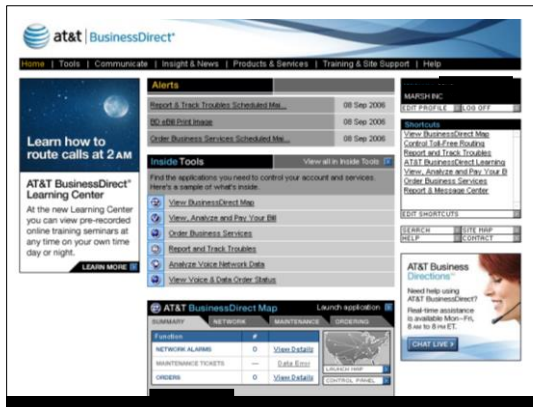 at&t BusinessDirect®
Home | Tools | Communicate | Insight & News | Products & Services | Training & Site Support | Help
Learn how to
route calls at 2 AM
AT&T BusinessDirect®
Learning Center
At the new Learning Center
you can view pre-recorded
online training seminars at
any time on your own time
day or night.
LEARN MORE
Alerts
Report & Track Troubles Scheduled Mai... 08 Sep 2006
BD eBill Print Image 08 Sep 2006
Order Business Services Scheduled Mai... 08 Sep 2006
Inside Tools View all in Inside Tools
Find the applications you need to control your account and services.
Here's a sample of what's inside.
View BusinessDirect Map
View, Analyze and Pay Your Bill
Order Business Services
Report and Track Troubles
Analyze Voice Network Data
View Voice & Data Order Status
AT&T BusinessDirect Map Launch application
SUMMARY NETWORK MAINTENANCE ORDERING
Function #
NETWORK ALARMS 0 View Details
MAINTENANCE TICKETS --- Data Error
ORDERS 0 View Details
LAUNCH MAP
CONTROL PANEL
MARSH INC
EDIT PROFILE LOG OFF
Shortcuts
View BusinessDirect Map
Control Toll-Free Routing
Report and Track Troubles
AT&T BusinessDirect Learning
View, Analyze and Pay Your B
Order Business Services
Report & Message Center
EDIT SHORTCUTS
SEARCH SITE MAP
HELP CONTACT
AT&T Business
Directions℠
Need help using
AT&T BusinessDirect?
Real-time assistance
is available Mon–Fri,
8 AM to 8 PM ET.
CHAT LIVE